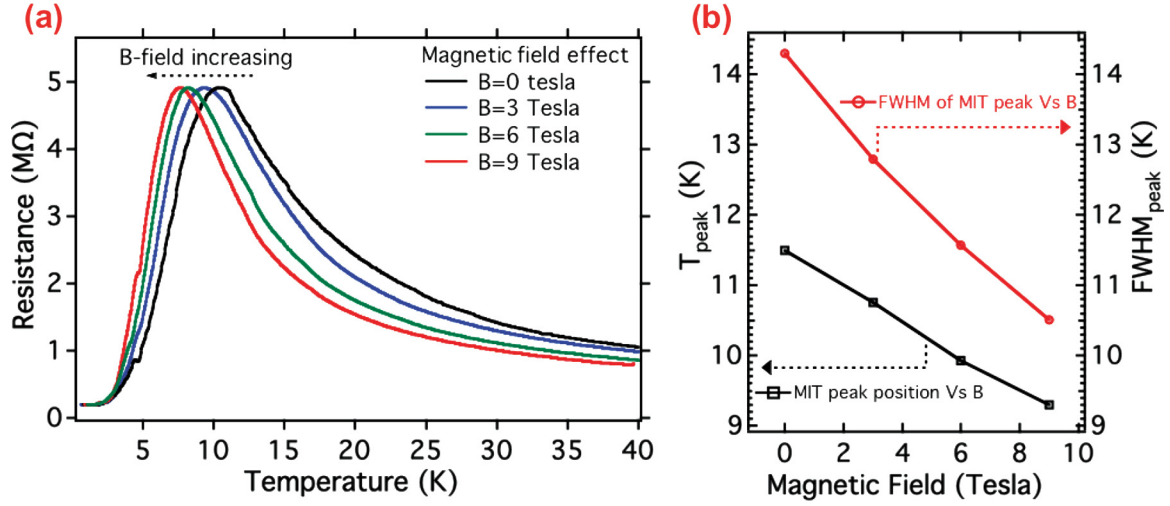 (a)
B-field increasing
Magnetic field effect
B=0 tesla
B=3 Tesla
B=6 Tesla
B=9 Tesla
Resistance (MΩ)
5
4
3
2
1
0
5 10 15 20 25 30 35 40
Temperature (K)
(b)
FWHM of MIT peak Vs B
MIT peak position Vs B
Tpeak (K)
14
13
12
11
10
9
14
13
12
11
10
9
FWHMpeak (K)
0 2 4 6 8 10
Magnetic Field (Tesla)